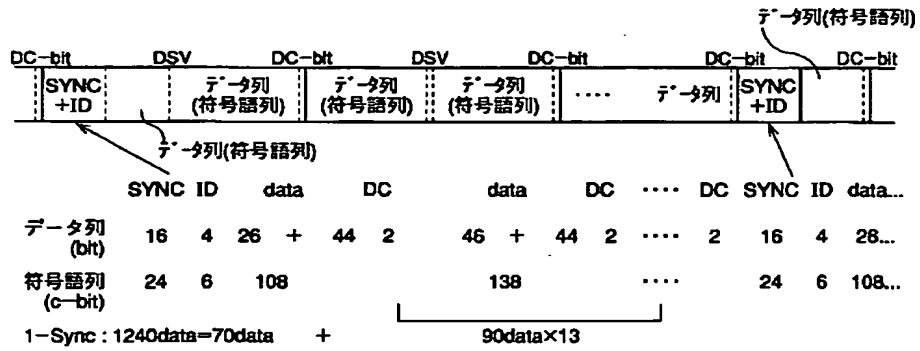 データ列(符号語列)
DC-bit DSV DC-bit DSV DC-bit DC-bit DC-bit
SYNC +ID データ列 (符号語列) データ列 (符号語列) データ列 (符号語列) ···· データ列 SYNC +ID
データ列(符号語列)
SYNC ID data DC data DC ···· DC SYNC ID data...
データ列 (bit) 16 4 26 + 44 2 46 + 44 2 ···· 2 16 4 26...
符号語列 (c-bit) 24 6 108 138 ···· 24 6 108...
1-Sync : 1240data=70data + 90data×13